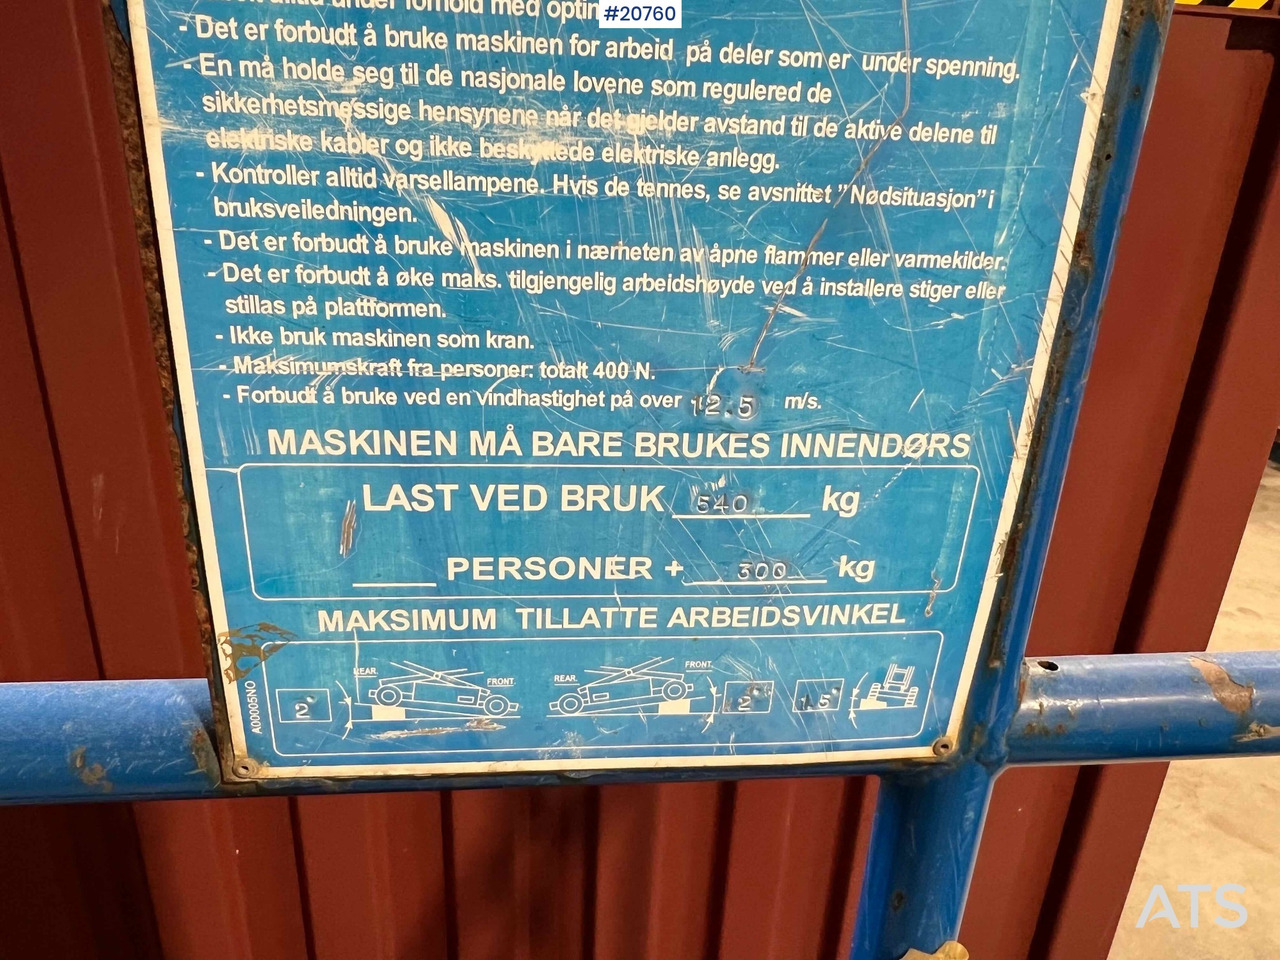 #20760
alltid under forhold med
- Det er forbudt å bruke maskinen for arbeid på deler som er under spenning.
- En må holde seg til de nasjonale lovene som regulered de
sikkerhetsmessige hensynene når det gjelder avstand til de aktive delene til
elektriske kabler og ikke beskyttede elektriske anlegg.
- Kontroller alltid varsellampene. Hvis de tennes, se avsnittet "Nødsituasjon" i
bruksveiledningen.
- Det er forbudt å bruke maskinen i nærheten av åpne flammer eller varmekilder.
- Det er forbudt å øke maks. tilgjengelig arbeidshøyde ved å installere stiger eller
stillas på plattformen.
- Ikke bruk maskinen som kran.
- Maksimumskraft fra personer: totalt 400 N.
- Forbudt å bruke ved en vindhastighet på over 12.5 m/s.
MASKINEN MÅ BARE BRUKES INNENDØRS
LAST VED BRUK 540 kg
PERSONER + 300 kg
MAKSIMUM TILLATTE ARBEIDSVINKEL
REAR. FRONT. REAR. FRONT.
2 2 1.5
A00005NO
ATS